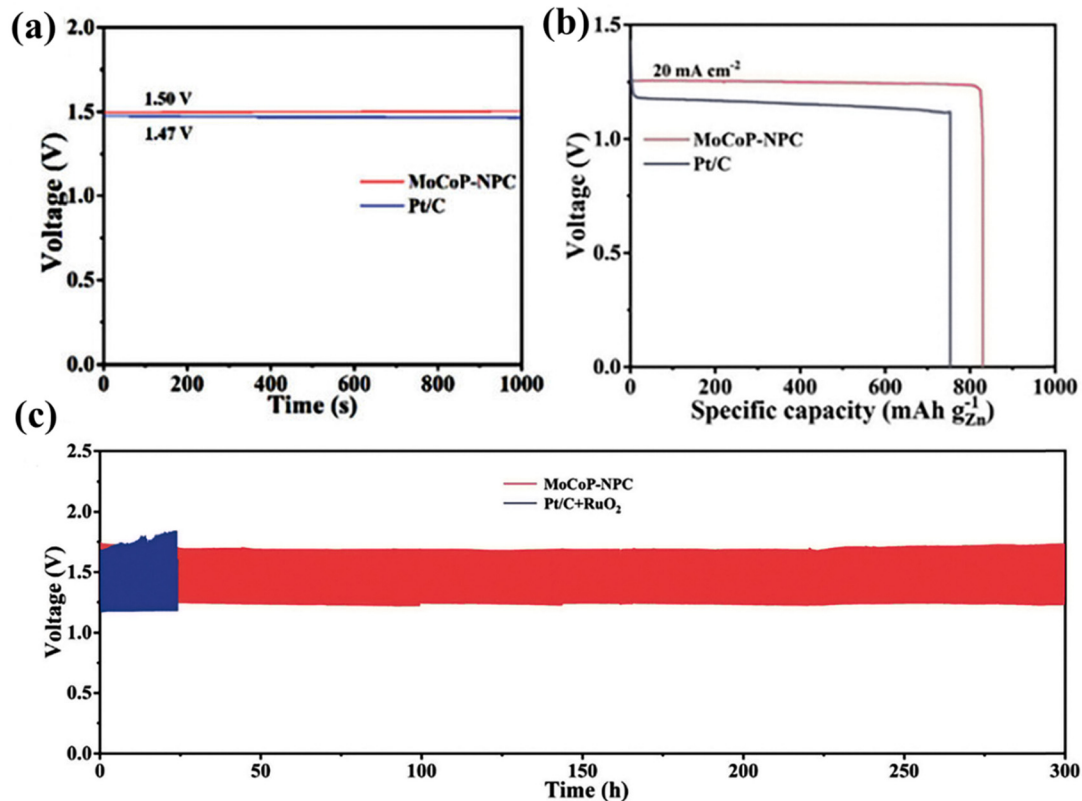 (a)
2.0
1.5
1.0
0.5
0.0
Voltage (V)
1.50 V
1.47 V
MoCoP-NPC
Pt/C
0
200
400
600
800
1000
Time (s)
(b)
1.5
1.0
0.5
0.0
Voltage (V)
20 mA cm⁻²
MoCoP-NPC
Pt/C
0
200
400
600
800
1000
Specific capacity (mAh g⁻¹Zn)
(c)
2.5
2.0
1.5
1.0
0.5
0.0
Voltage (V)
MoCoP-NPC
Pt/C+RuO₂
0
50
100
150
200
250
300
Time (h)